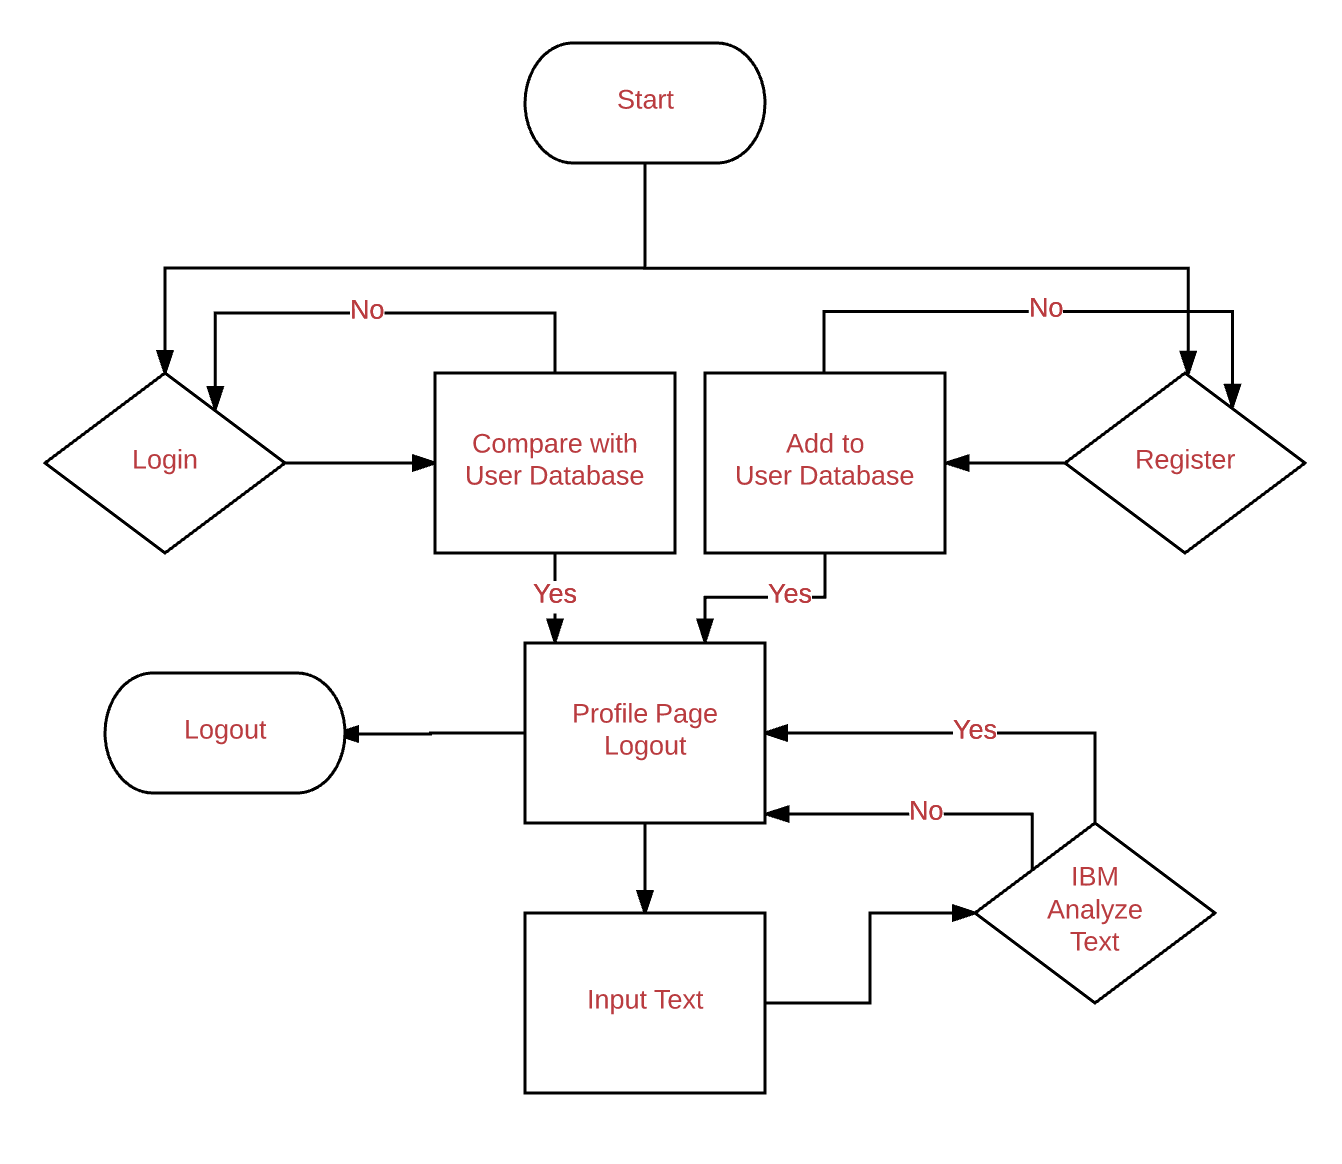 Start
No
No
Login
Compare with
User Database
Add to
User Database
Register
Yes
Yes
Logout
Profile Page
Logout
Yes
No
IBM
Analyze
Text
Input Text